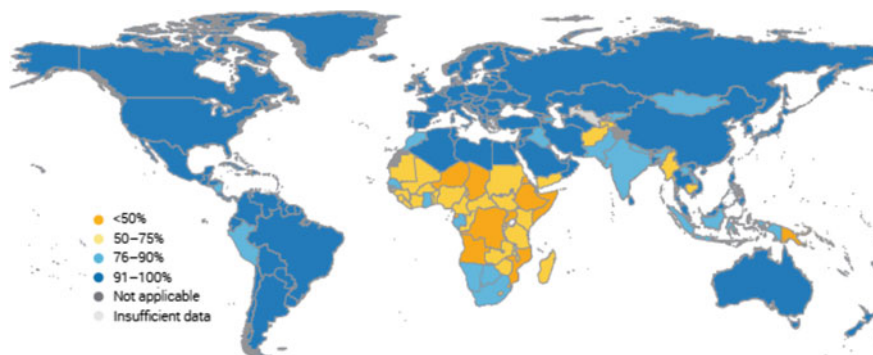 <50%
50–75%
76–90%
91–100%
Not applicable
Insufficient data